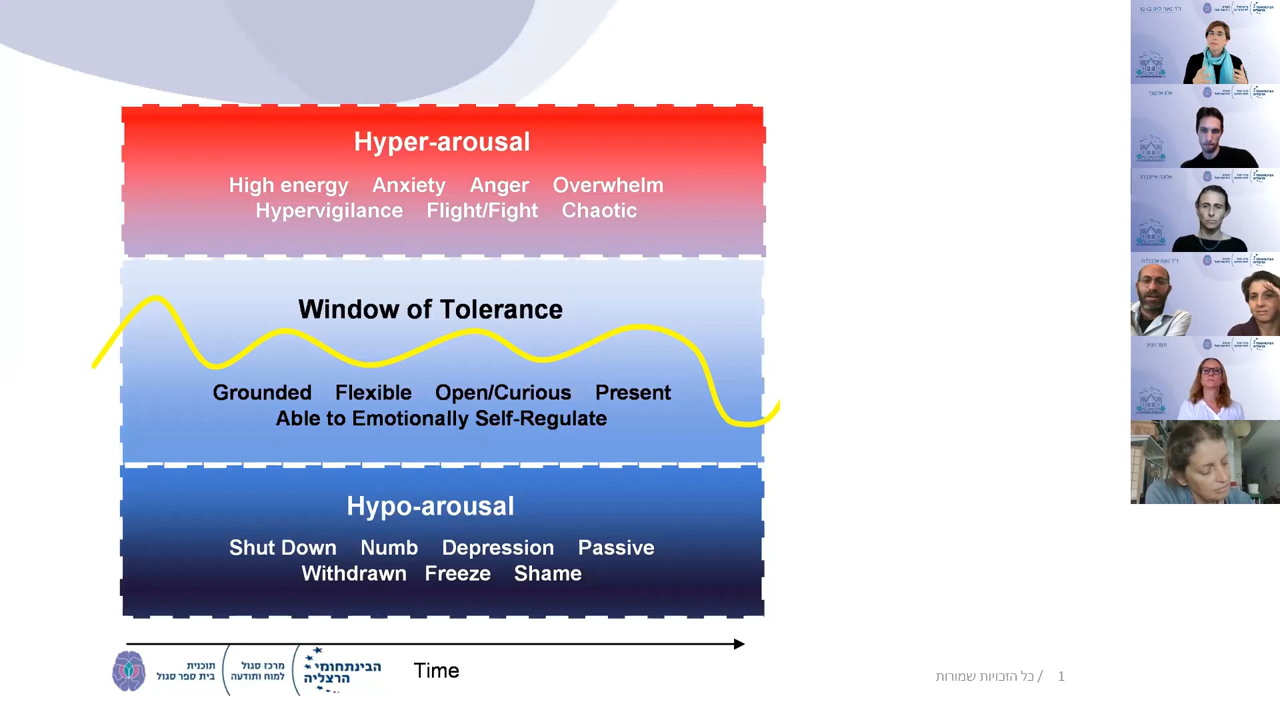 Hyper-arousal
High energy Anxiety Anger Overwhelm
Hypervigilance Flight/Fight Chaotic
Window of Tolerance
Grounded Flexible Open/Curious Present
Able to Emotionally Self-Regulate
Hypo-arousal
Shut Down Numb Depression Passive
Withdrawn Freeze Shame
Time
תוכנית
בית ספר סגול
מרכז סגול
למוח ותודעה
הבינתחומי
הרצליה
1 / כל הזכויות שמורות